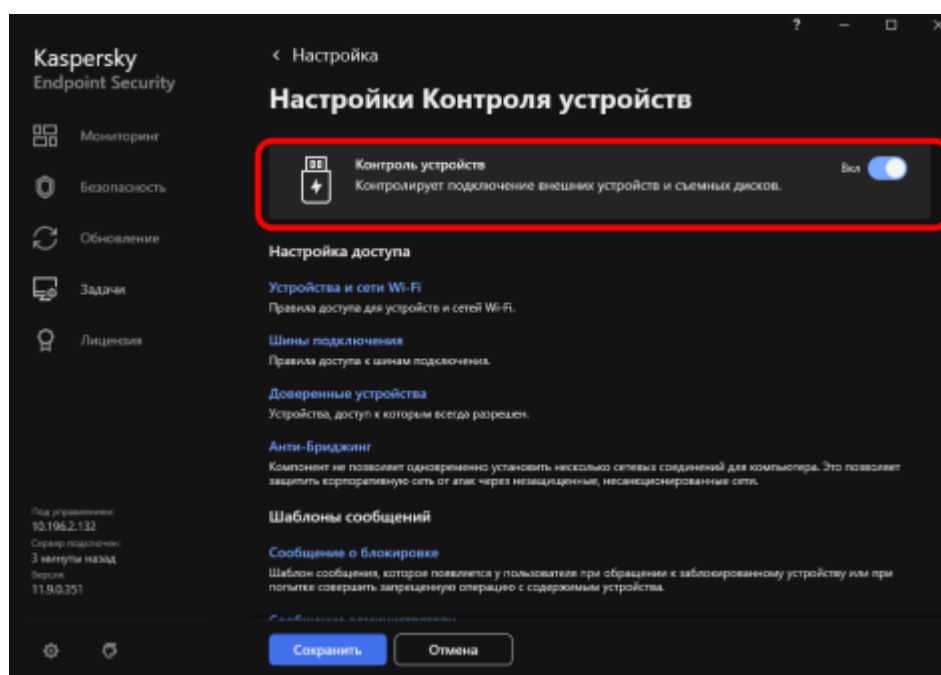 ?
Kaspersky
Endpoint Security
Мониторинг
Безопасность
Обновление
Задачи
Лицензия
Под управлением:
10.196.2.132
Сервер подключен:
3 минуты назад
Версия:
11.9.0.351
< Настройка
Настройки Контроля устройств
Контроль устройств
Контролирует подключение внешних устройств и съемных дисков.
Вкл
Настройка доступа
Устройства и сети Wi-Fi
Правила доступа для устройств и сетей Wi-Fi.
Шины подключения
Правила доступа к шинам подключения.
Доверенные устройства
Устройства, доступ к которым всегда разрешен.
Анти-Бриджинг
Компонент не позволяет одновременно установить несколько сетевых соединений для компьютера. Это позволяет
защитить корпоративную сеть от атак через незащищенные, несанкционированные сети.
Шаблоны сообщений
Сообщение о блокировке
Шаблон сообщения, которое появляется у пользователя при обращении к заблокированному устройству или при
попытке совершить запрещенную операцию с содержимым устройства.
Сообщение администратору
Сохранить
Отмена